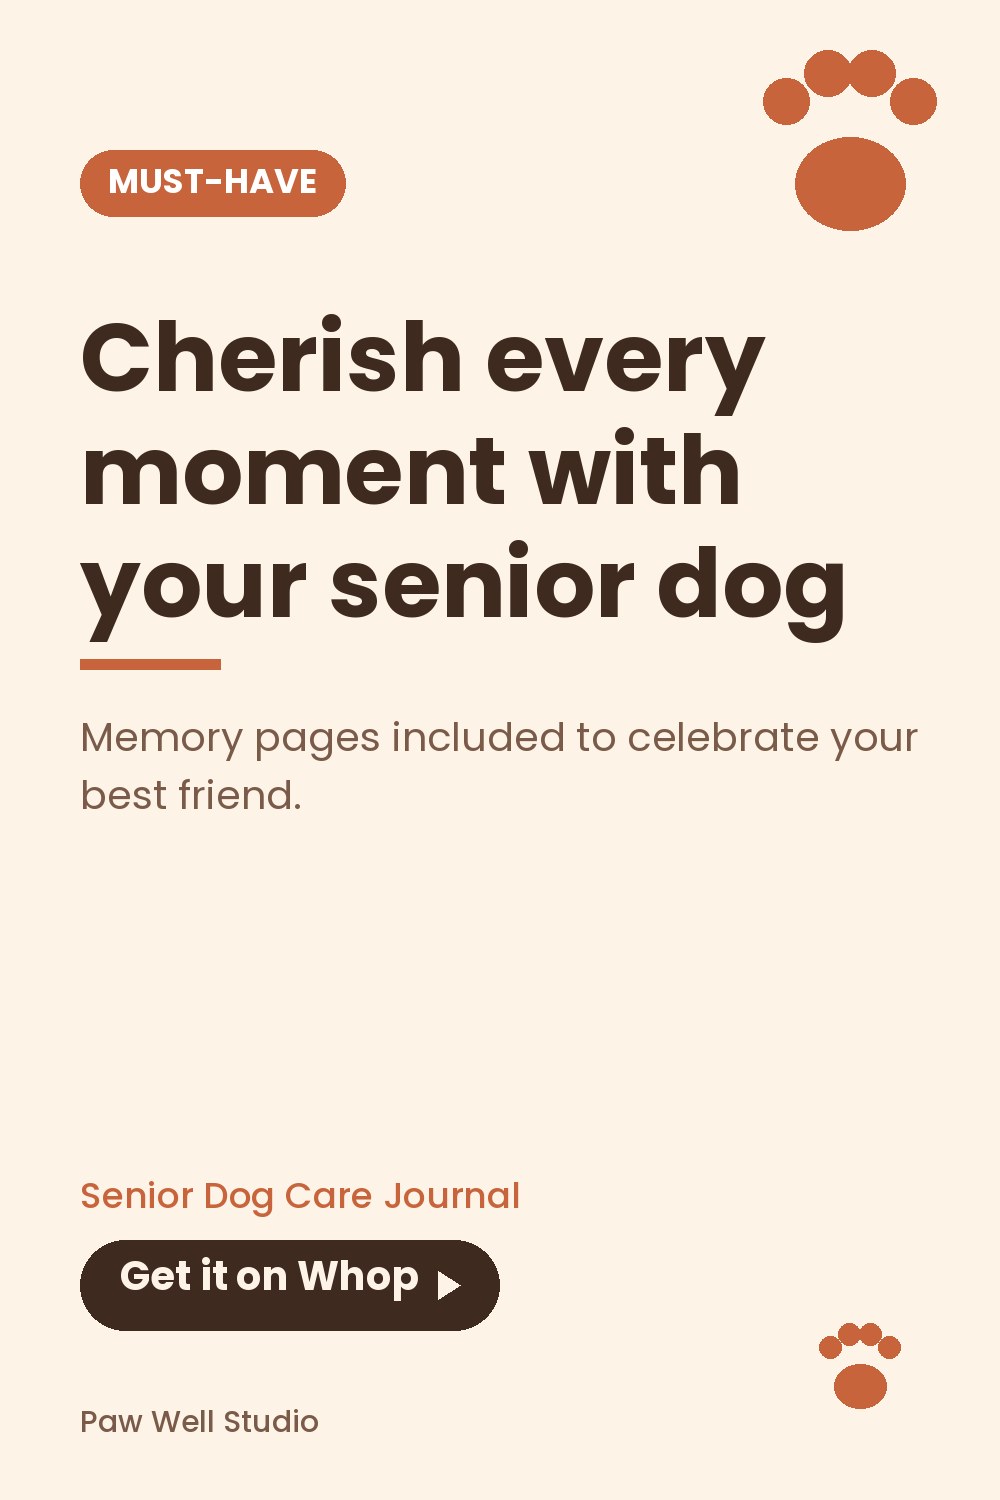 MUST-HAVE
Cherish every
moment with
your senior dog
Memory pages included to celebrate your
best friend.
Senior Dog Care Journal
Get it on Whop
Paw Well Studio